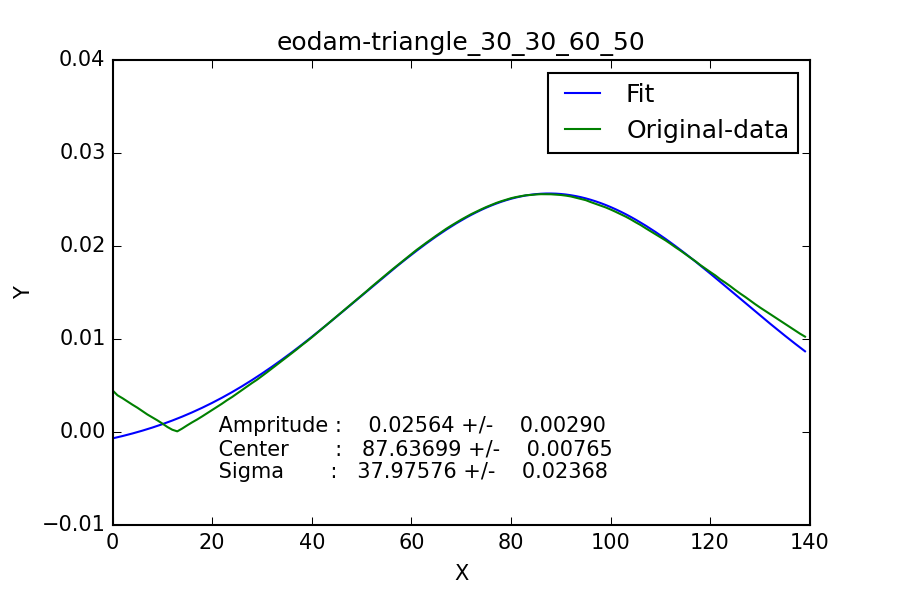 eodam-triangle_30_30_60_50
0.04
0.03
0.02
0.01
0.00
−0.01
Y
Fit
Original-data
Ampritude : 0.02564 +/- 0.00290
Center : 87.63699 +/- 0.00765
Sigma : 37.97576 +/- 0.02368
0 20 40 60 80 100 120 140
X